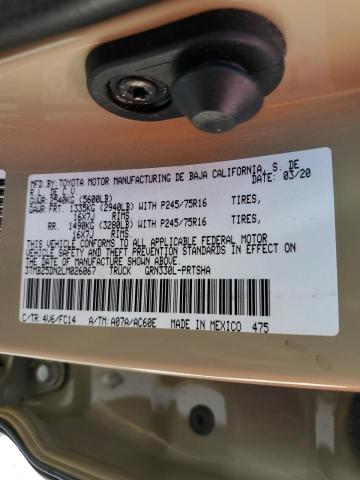 MFD.BY: TOYOTA MOTOR MANUFACTURING DE BAJA CALIFORNIA, S. DE
R.L. DE C.V. DATE: 03/20
GVWR 2540KG (5600LB)
GAWR: FRT. 1335KG (2940LB) WITH P245/75R16 TIRES,
16X7J RIMS.
RR. 1490KG (3280LB) WITH P245/75R16 TIRES,
16X7J RIMS.
THIS VEHICLE CONFORMS TO ALL APPLICABLE FEDERAL MOTOR
VEHICLE SAFETY AND THEFT PREVENTION STANDARDS IN EFFECT
ON THE DATE OF MANUFACTURE SHOWN ABOVE.
3TMBZ5DN2LM026067 TRUCK GRN330L-PRTSHA
C/TR: 4V6/FC14 A/TM: A07A/AC60E MADE IN MEXICO 475